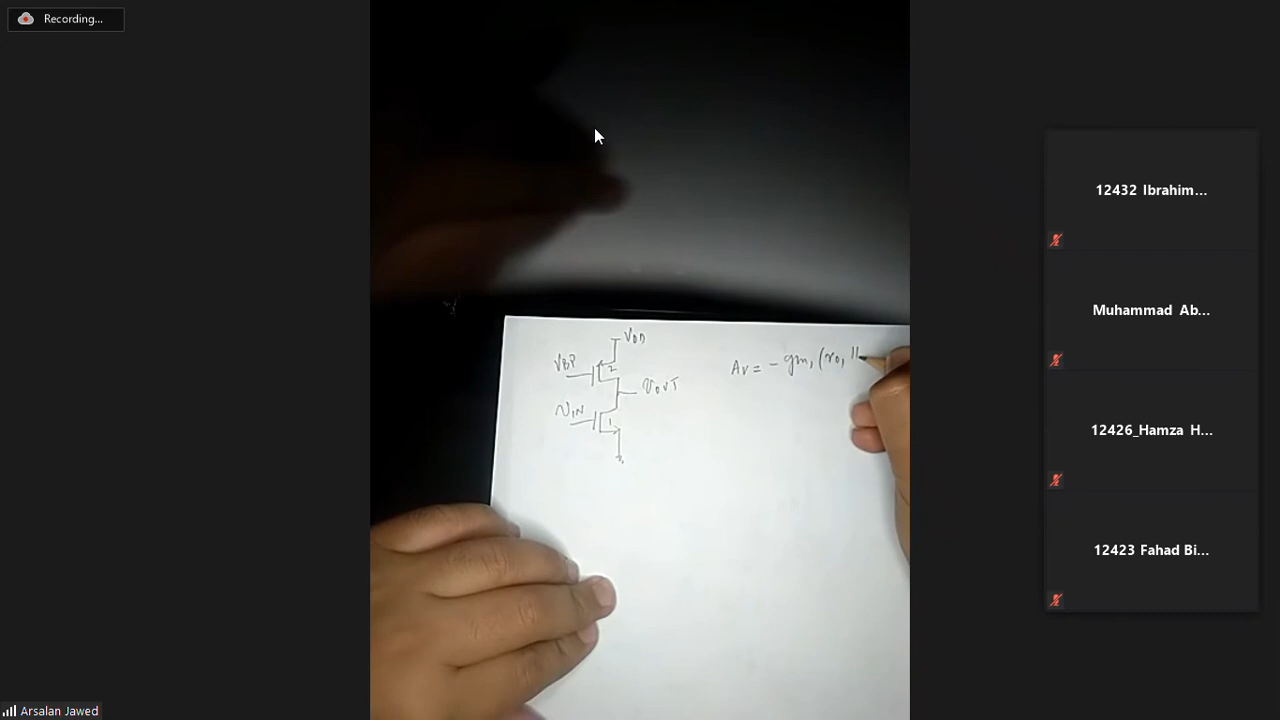 Recording...
VDD
VBP
2
VOUT
VIN
1
Av = - gm1 (ro1 ||
12432 Ibrahim...
Muhammad Ab...
12426_Hamza H...
12423 Fahad Bi...
Arsalan Jawed